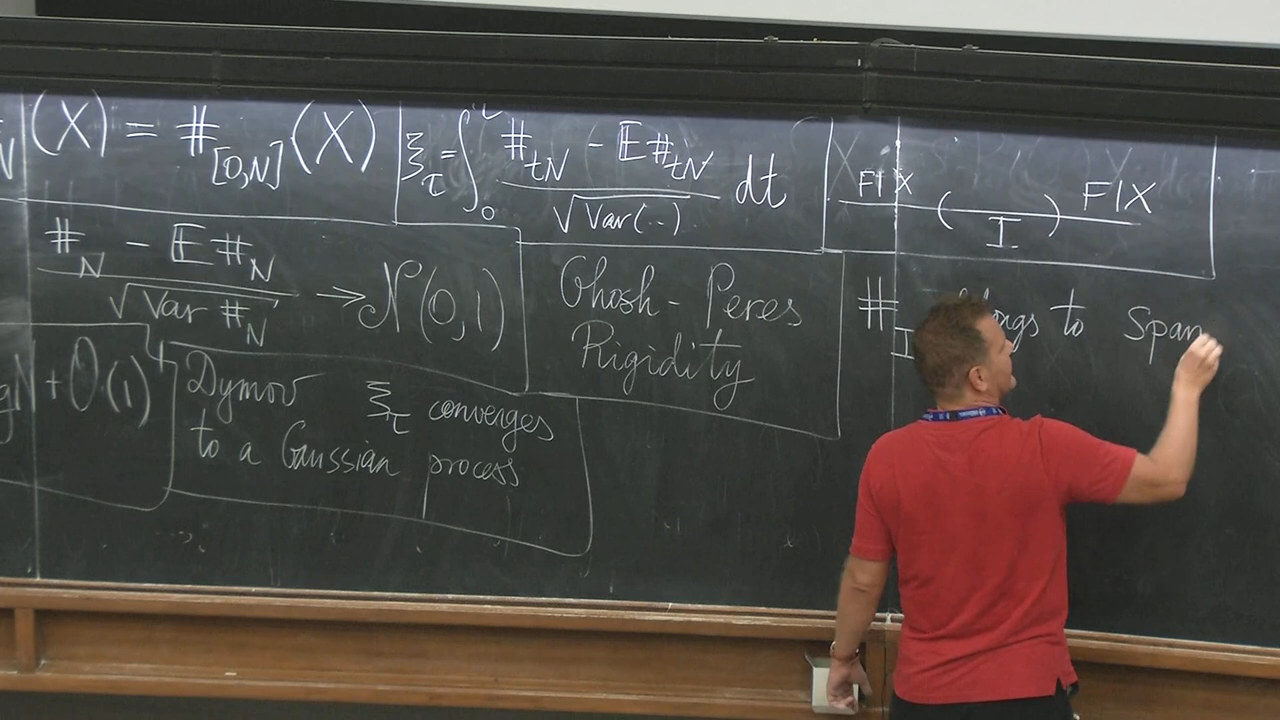 N(X) = #[0,N](X)
ξτ = ∫0 #tN − E#tN / √Var(..) dt
FIX ( I ) FIX
#N − E#N / √Var #N → N(0,1)
Ghosh - Peres
Rigidity
#I to Span
gN + O(1)
Dymov ξτ converges
to a Gaussian process